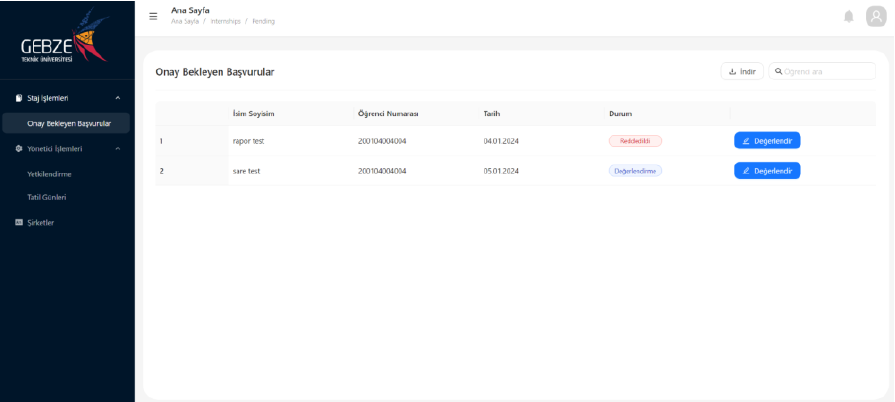 GEBZE
TEKNİK ÜNİVERSİTESİ
Staj İşlemleri
Onay Bekleyen Başvurular
Yönetici İşlemleri
Yetkilendirme
Tatil Günleri
Şirketler
Ana Sayfa
Ana Sayfa / Internships / Pending
Onay Bekleyen Başvurular
İndir
Öğrenci ara
İsim Soyisim Öğrenci Numarası Tarih Durum
1 rapor test 200104004004 04.01.2024 Reddedildi Değerlendir
2 sare test 200104004004 05.01.2024 Değerlendirme Değerlendir